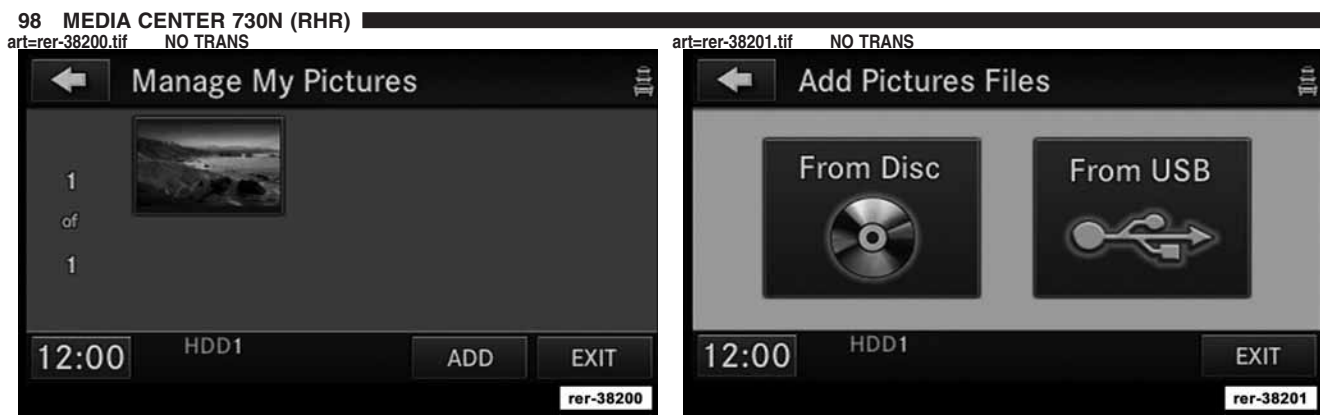 98 MEDIA CENTER 730N (RHR)
art=rer-38200.tif NO TRANS
Manage My Pictures
1
of
1
12:00 HDD1 ADD EXIT
rer-38200
art=rer-38201.tif NO TRANS
Add Pictures Files
From Disc From USB
12:00 HDD1 EXIT
rer-38201